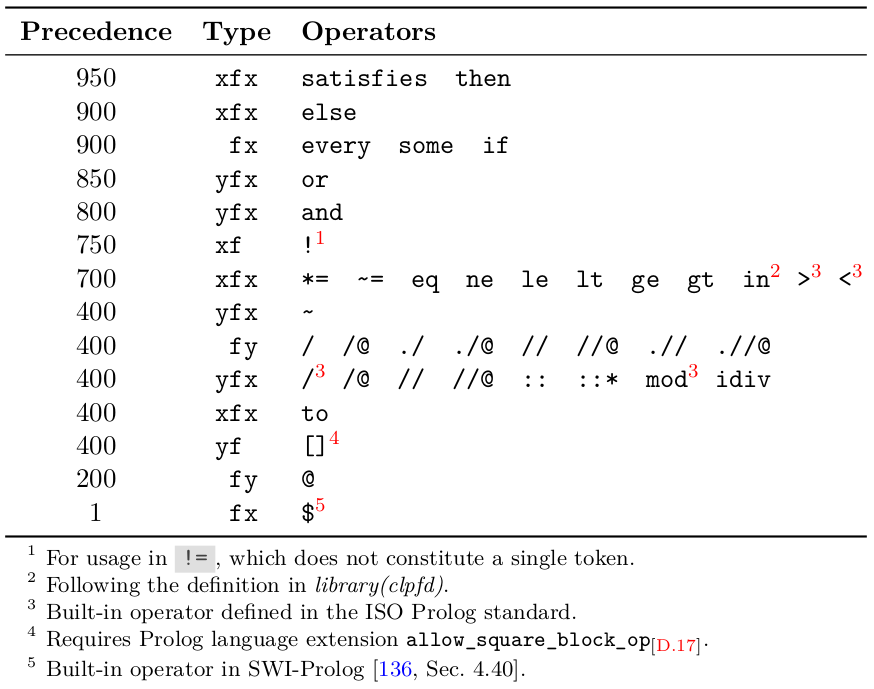 Precedence Type Operators
950 xfx satisfies then
900 xfx else
900 fx every some if
850 yfx or
800 yfx and
750 xf !1
700 xfx *= ~= eq ne le lt ge gt in2 >3 <3
400 yfx ~
400 fy / /@ ./ ./@ // //@ .// .//@
400 yfx /3 /@ // //@ :: ::* mod3 idiv
400 xfx to
400 yf []4
200 fy @
1 fx $5
1 For usage in !=, which does not constitute a single token.
2 Following the definition in library(clpfd).
3 Built-in operator defined in the ISO Prolog standard.
4 Requires Prolog language extension allow_square_block_op[D.17].
5 Built-in operator in SWI-Prolog [136, Sec. 4.40].